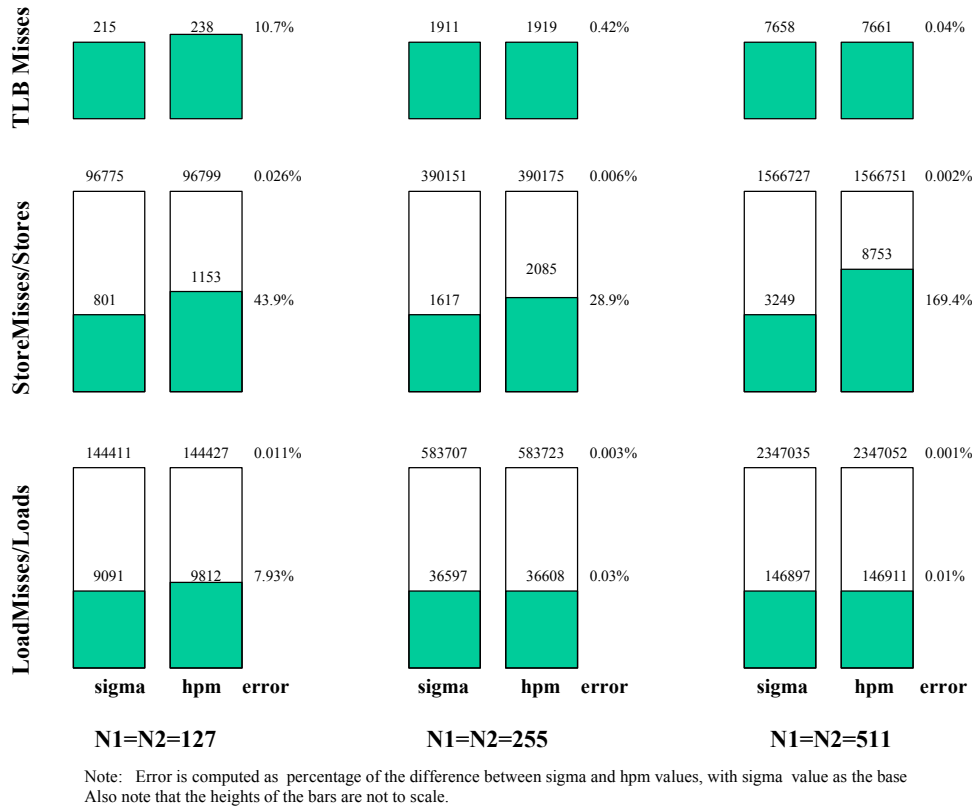 TLB Misses
215 238 10.7% 1911 1919 0.42% 7658 7661 0.04%
StoreMisses/Stores
96775 96799 0.026% 390151 390175 0.006% 1566727 1566751 0.002%
801 1153 43.9% 1617 2085 28.9% 3249 8753 169.4%
LoadMisses/Loads
144411 144427 0.011% 583707 583723 0.003% 2347035 2347052 0.001%
9091 9812 7.93% 36597 36608 0.03% 146897 146911 0.01%
sigma hpm error sigma hpm error sigma hpm error
N1=N2=127 N1=N2=255 N1=N2=511
Note: Error is computed as percentage of the difference between sigma and hpm values, with sigma value as the base
Also note that the heights of the bars are not to scale.